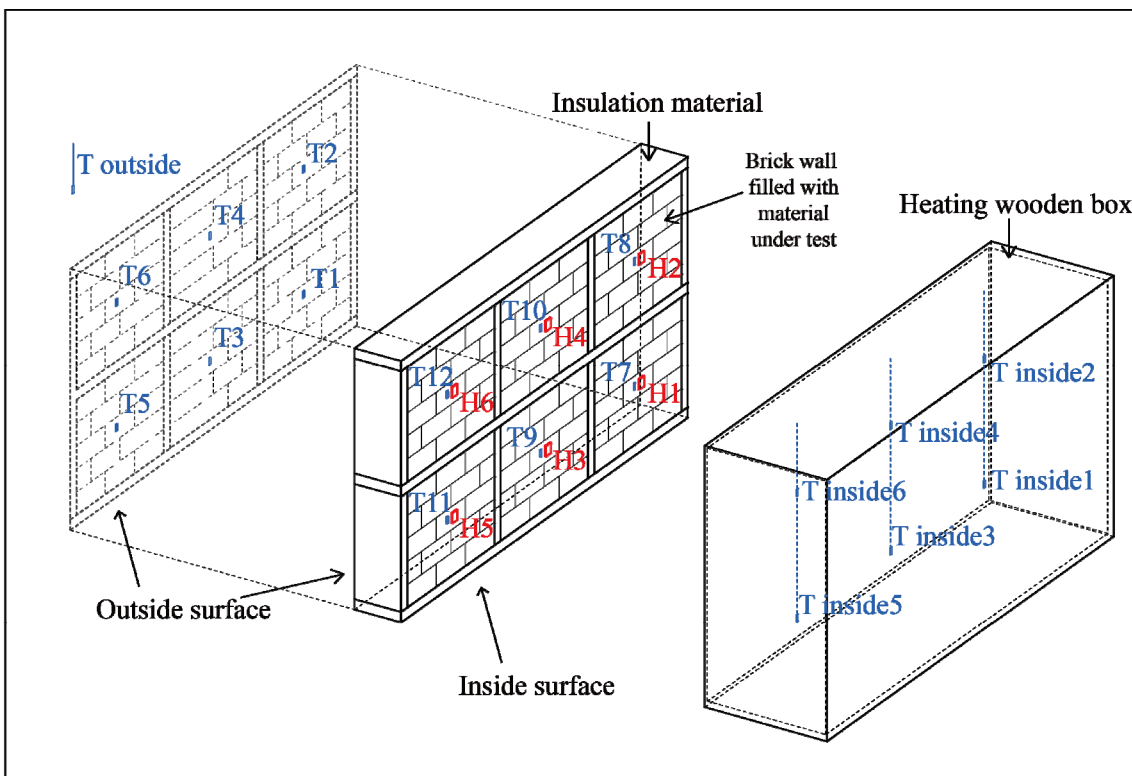 Insulation material
T outside
T2
Brick wall
filled with
material
under test
Heating wooden box
T4
T8
H2
T6
T1
T10
H4
T3
T12
H6
T7
H1
T inside2
T5
T9
H3
T inside4
T11
H5
T inside6
T inside1
T inside3
Outside surface
T inside5
Inside surface